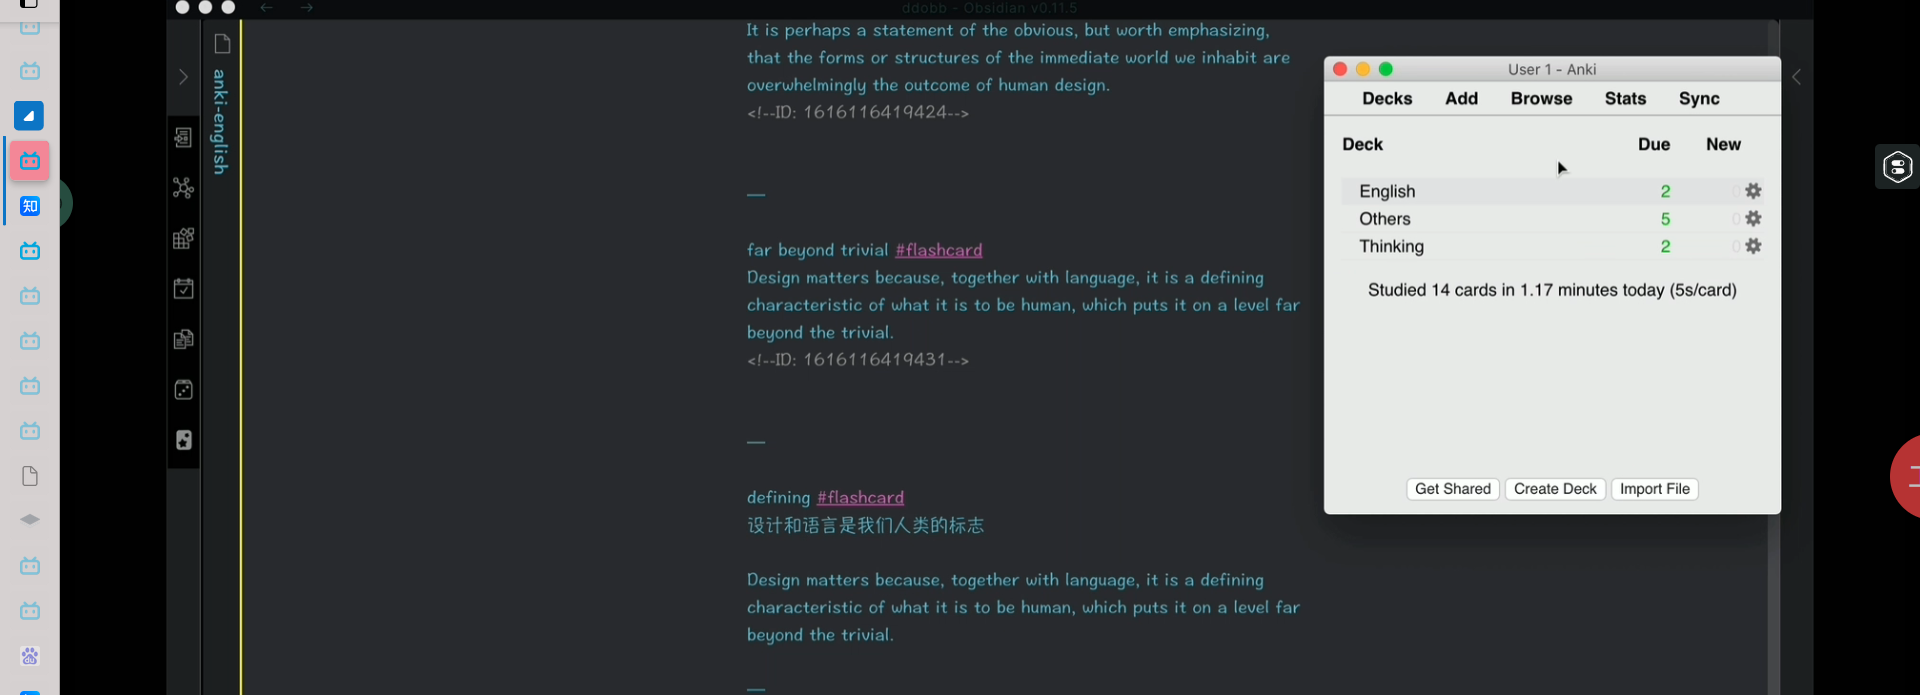 ddobb - Obsidian v0.11.5
anki-english
It is perhaps a statement of the obvious, but worth emphasizing,
that the forms or structures of the immediate world we inhabit are
overwhelmingly the outcome of human design.
<!--ID: 1616116419424-->
—
far beyond trivial #flashcard
Design matters because, together with language, it is a defining
characteristic of what it is to be human, which puts it on a level far
beyond the trivial.
<!--ID: 1616116419431-->
—
defining #flashcard
设计和语言是我们人类的标志
Design matters because, together with language, it is a defining
characteristic of what it is to be human, which puts it on a level far
beyond the trivial.
—
User 1 - Anki
Decks Add Browse Stats Sync
Deck Due New
English 2 0
Others 5 0
Thinking 2 0
Studied 14 cards in 1.17 minutes today (5s/card)
Get Shared Create Deck Import File
知
du